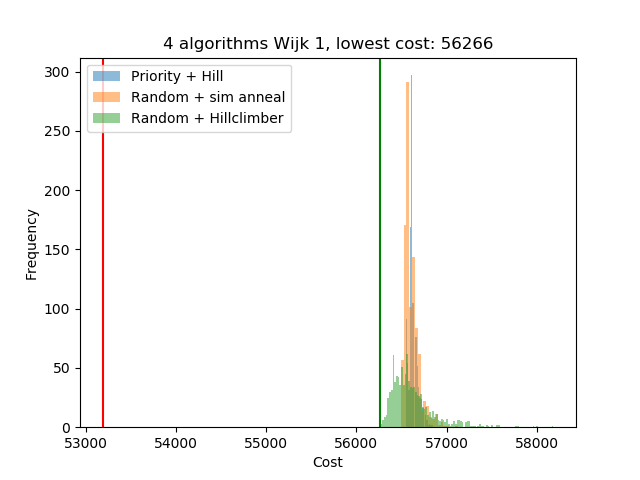 4 algorithms Wijk 1, lowest cost: 56266
Priority + Hill
Random + sim anneal
Random + Hillclimber
Frequency
300
250
200
150
100
50
0
53000 54000 55000 56000 57000 58000
Cost